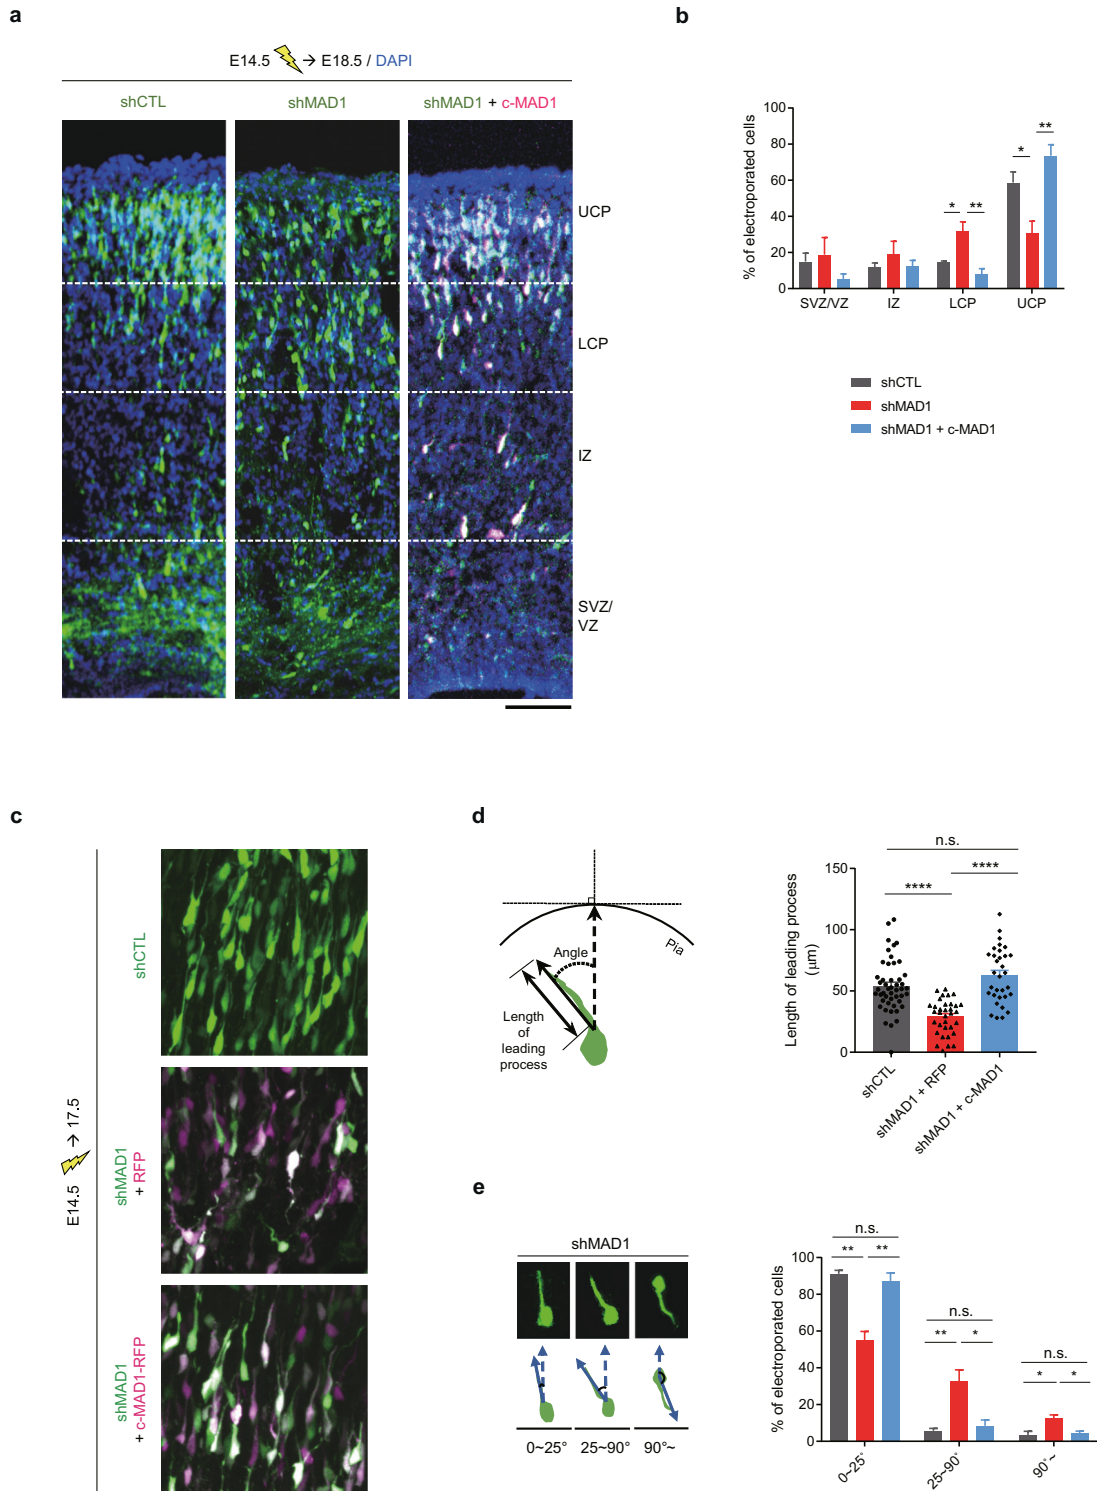 a
E14.5 → E18.5 / DAPI
shCTL
shMAD1
shMAD1 + c-MAD1
UCP
LCP
IZ
SVZ/
VZ
b
% of electroporated cells
100
80
60
40
20
0
* ** * **
SVZ/VZ IZ LCP UCP
shCTL
shMAD1
shMAD1 + c-MAD1
c
E14.5 → 17.5
shCTL
shMAD1
+ RFP
shMAD1
+ c-MAD1-RFP
d
Angle
Pia
Length
of
leading
process
Length of leading process
(μm)
150
100
50
0
n.s.
****
****
shCTL
shMAD1 + RFP
shMAD1 + c-MAD1
e
shMAD1
0~25°
25~90°
90°~
% of electroporated cells
100
80
60
40
20
0
n.s.
** **
n.s.
** *
n.s.
* *
0~25°
25~90°
90°~